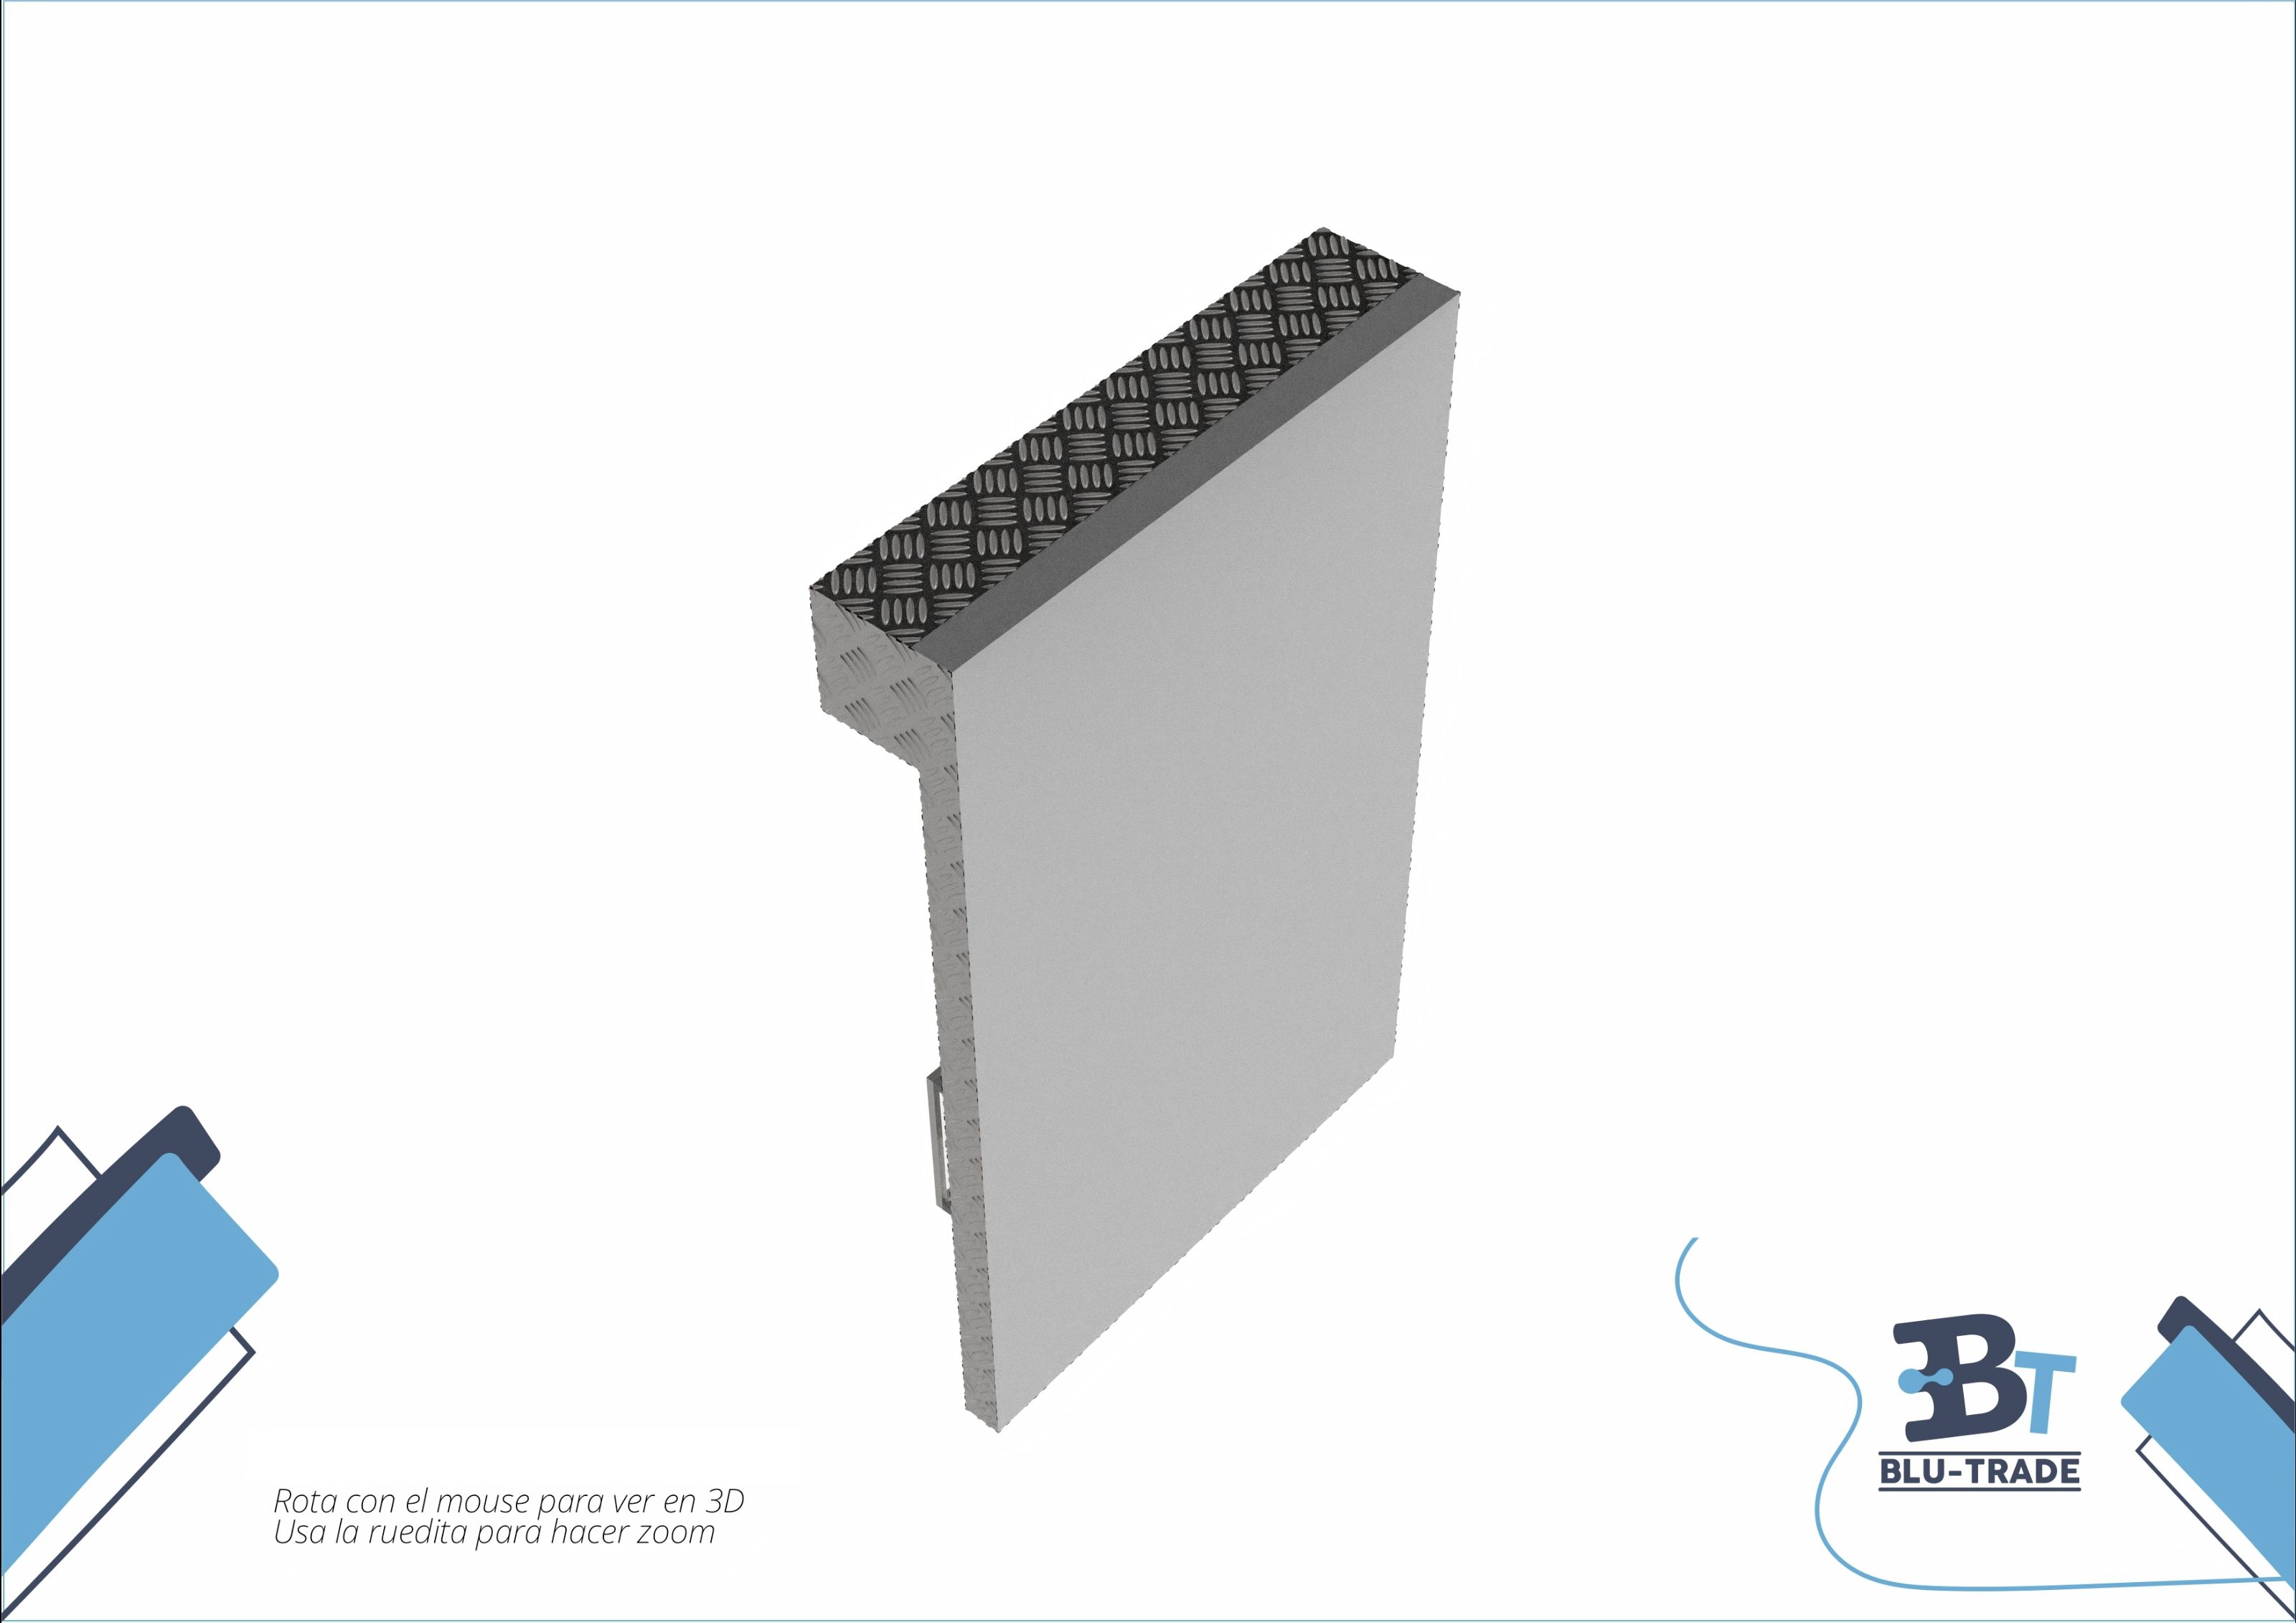 Rota con el mouse para ver en 3D
Usa la ruedita para hacer zoom
BT
BLU-TRADE